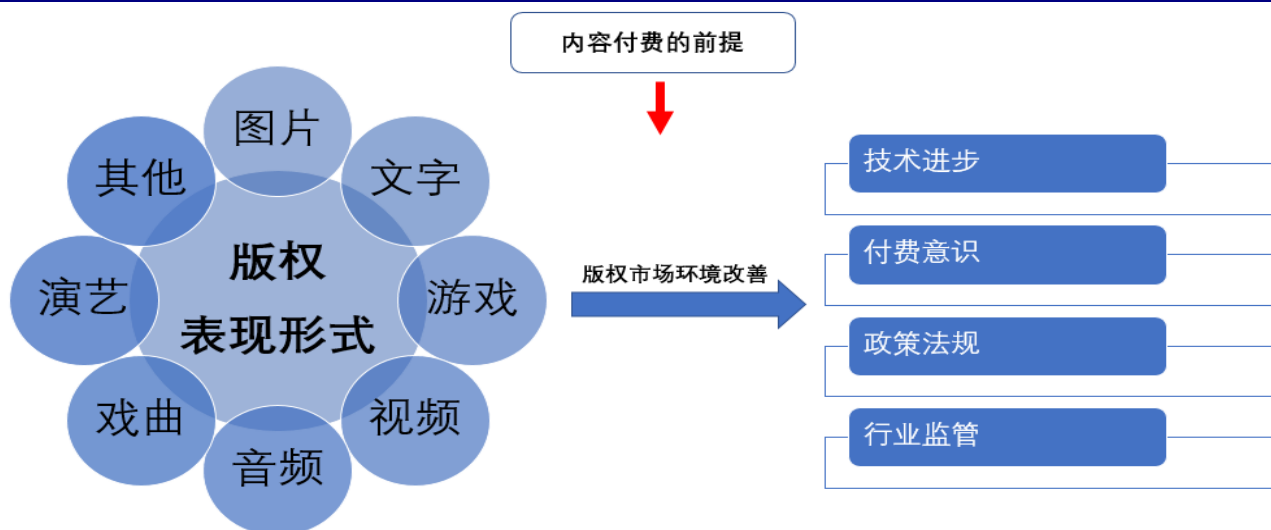 内容付费的前提
图片
文字
游戏
视频
音频
戏曲
演艺
其他
版权
表现形式
版权市场环境改善
技术进步
付费意识
政策法规
行业监管